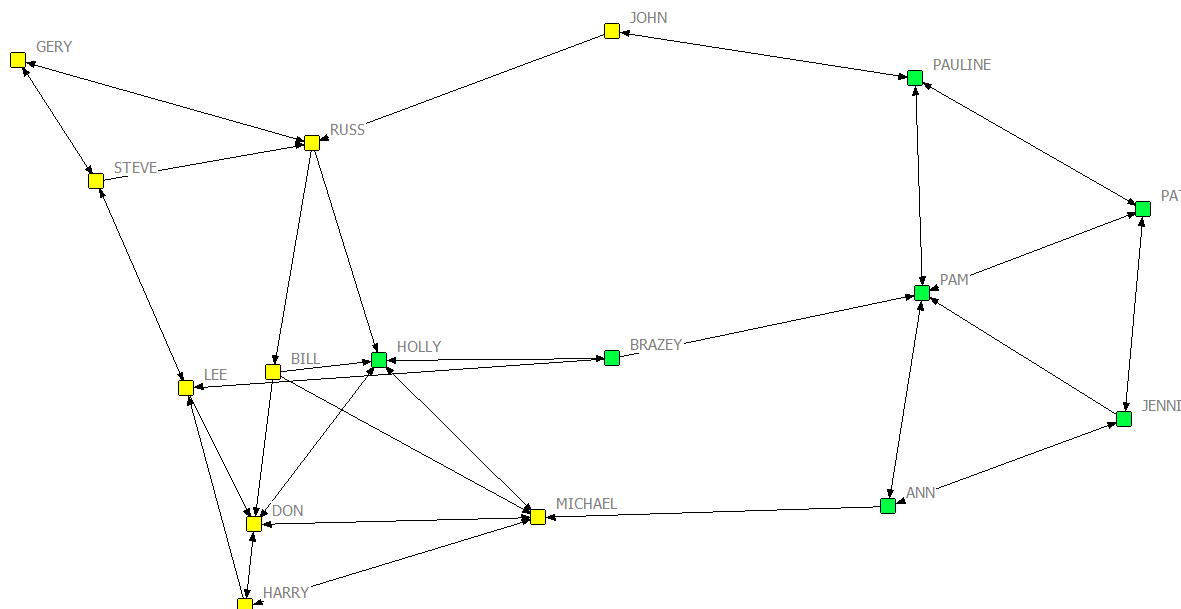 JOHN
GERY
PAULINE
RUSS
STEVE
PAM
BRAZEY
HOLLY
BILL
LEE
ANN
MICHAEL
DON
HARRY